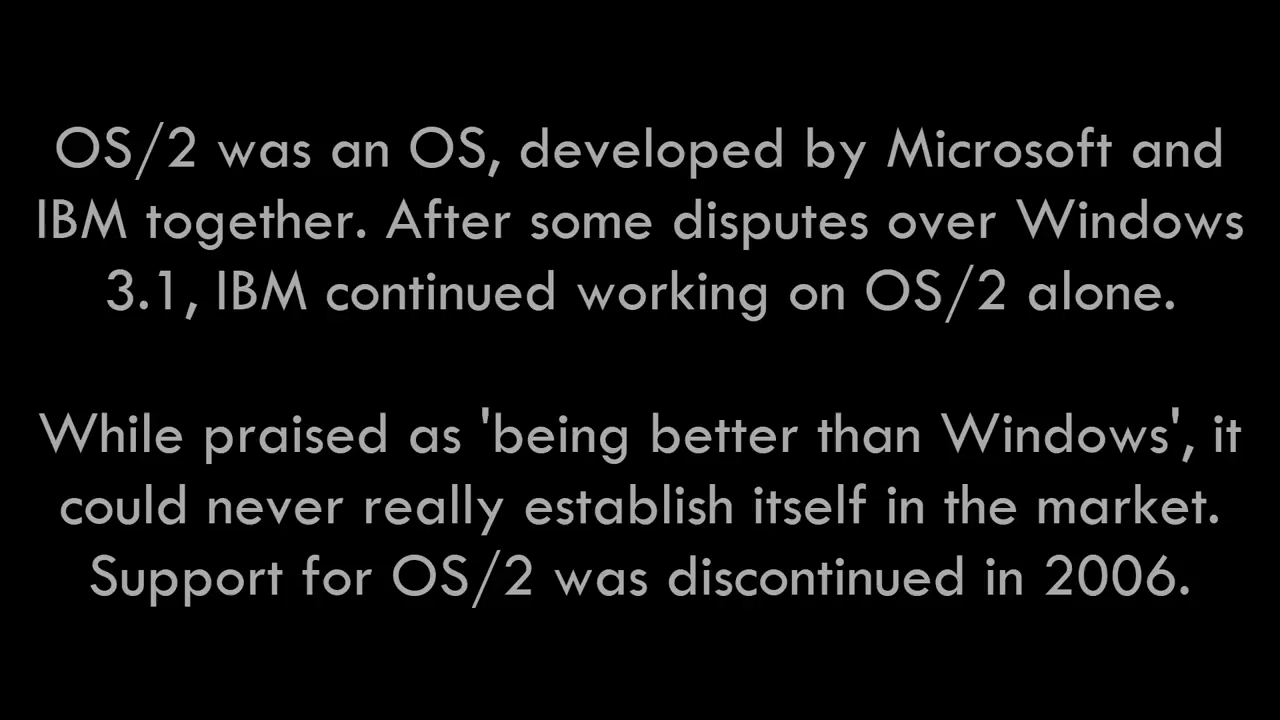 OS/2 was an OS, developed by Microsoft and
IBM together. After some disputes over Windows
3.1, IBM continued working on OS/2 alone.
While praised as 'being better than Windows', it
could never really establish itself in the market.
Support for OS/2 was discontinued in 2006.